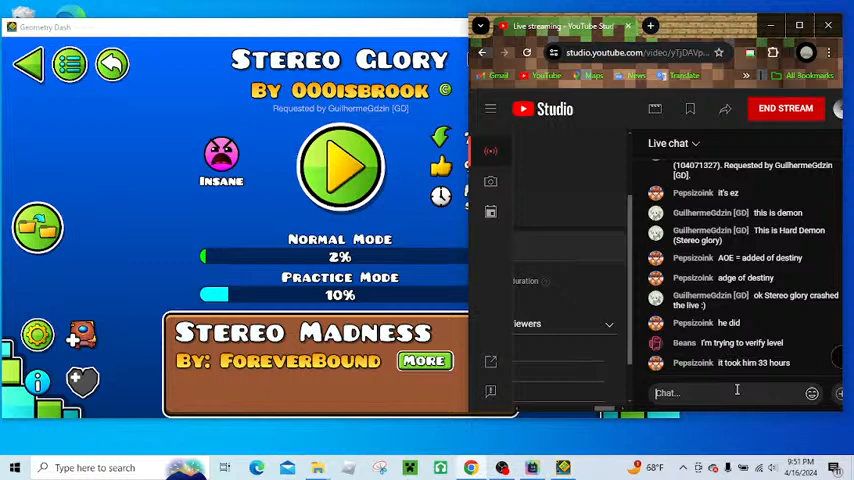 Geometry Dash
Stereo Glory
By 000isbrook
Requested by GuilhermeGdzin [GD]
Insane
Normal Mode
2%
Practice Mode
10%
Stereo Madness
By: ForeverBound
More
Live streaming - YouTube Stu
studio.youtube.com/video/yTjDAVp...
Gmail
YouTube
Maps
News
Translate
All Bookmarks
Studio
END STREAM
Live chat
(104071327). Requested by GuilhermeGdzin
[GD].
Pepsizoink it's ez
GuilhermeGdzin [GD] this is demon
GuilhermeGdzin [GD] This is Hard Demon
(Stereo glory)
Pepsizoink AOE = added of destiny
Pepsizoink adge of destiny
GuilhermeGdzin [GD] ok Stereo glory crashed
the live :)
Pepsizoink he did
Beans I'm trying to verify level
Pepsizoink it took him 33 hours
Chat...
duration
iewers
Type here to search
68°F
9:51 PM
4/16/2024